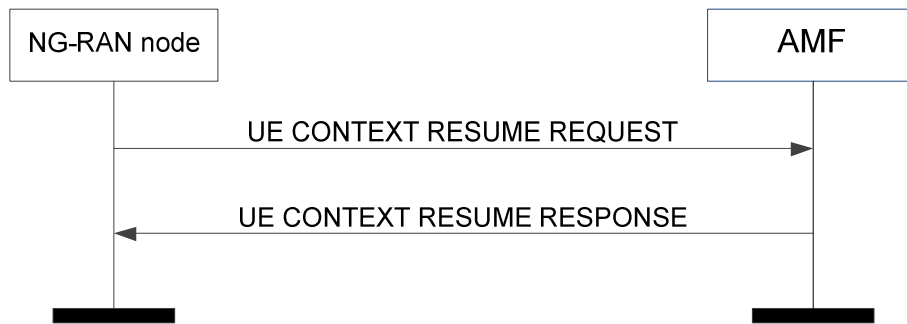 NG-RAN node
AMF
UE CONTEXT RESUME REQUEST
UE CONTEXT RESUME RESPONSE